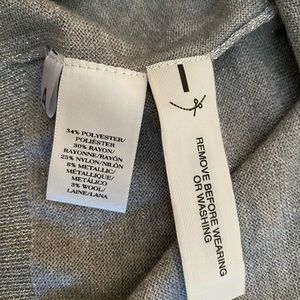 34% POLYESTER/
POLIÉSTER
30% RAYON/
RAYONNE/RAYÓN
25% NYLON/NILÓN
8% METALLIC/
MÉTALLIQUE/
METÁLICO
3% WOOL/
LAINE/LANA
REMOVE BEFORE WEARING
OR WASHING